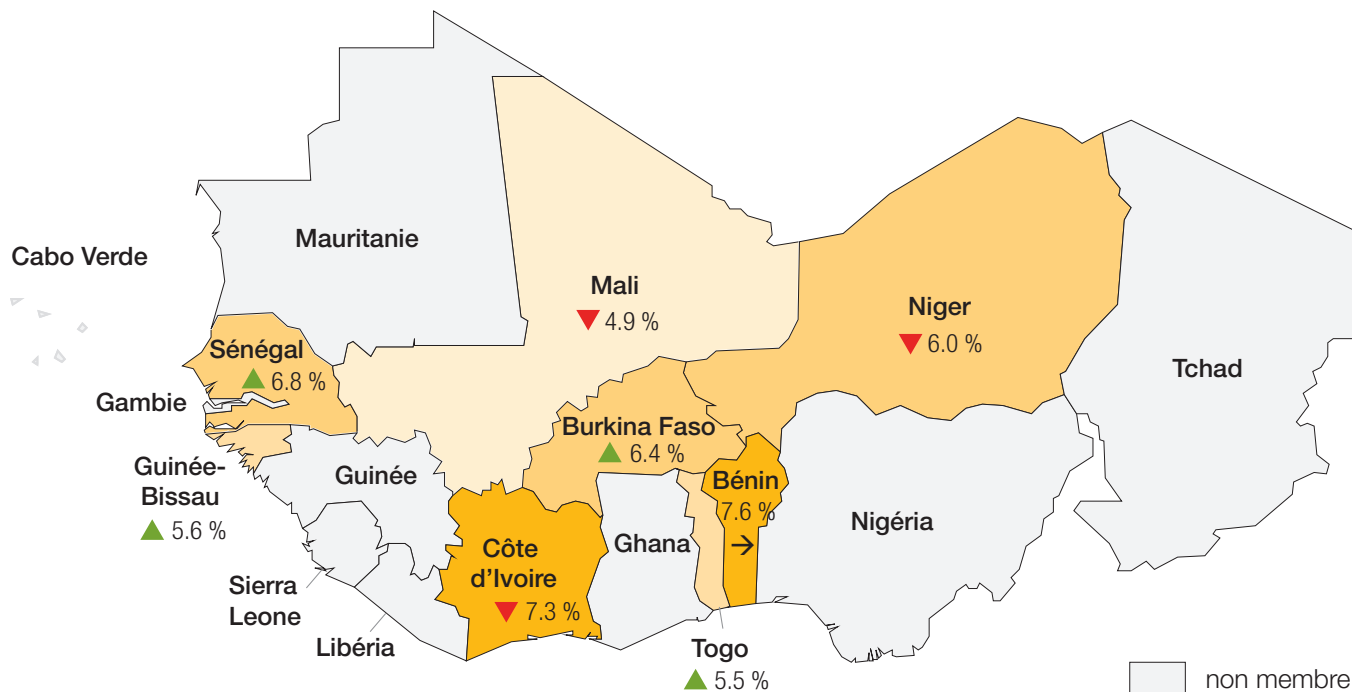 Mauritanie
Cabo Verde
Mali
4.9 %
Niger
6.0 %
Sénégal
6.8 %
Tchad
Gambie
Burkina Faso
6.4 %
Guinée-
Bissau
5.6 %
Guinée
Bénin
7.6 %
→
Nigéria
Côte
d'Ivoire
7.3 %
Ghana
Sierra
Leone
Libéria
Togo
5.5 %
non membre